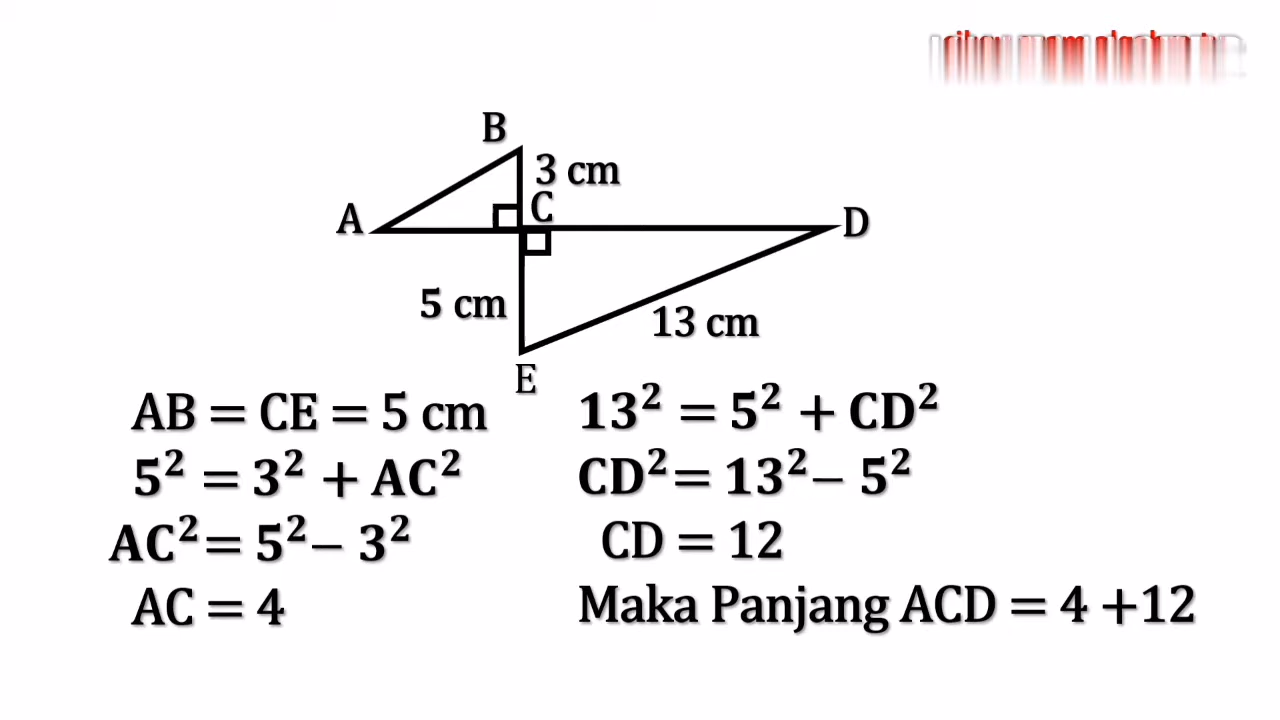 B
3 cm
A
C
D
5 cm
13 cm
E
AB = CE = 5 cm
5² = 3² + AC²
AC² = 5² – 3²
AC = 4
13² = 5² + CD²
CD² = 13² – 5²
CD = 12
Maka Panjang ACD = 4 +12